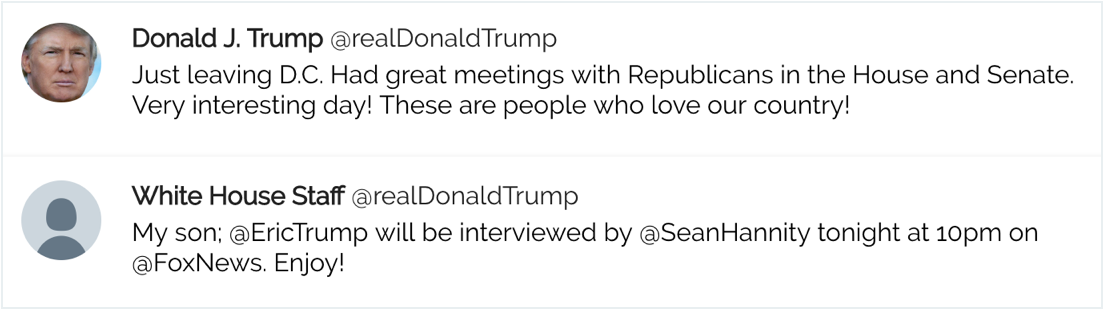 Donald J. Trump @realDonaldTrump
Just leaving D.C. Had great meetings with Republicans in the House and Senate.
Very interesting day! These are people who love our country!
White House Staff @realDonaldTrump
My son; @EricTrump will be interviewed by @SeanHannity tonight at 10pm on
@FoxNews. Enjoy!